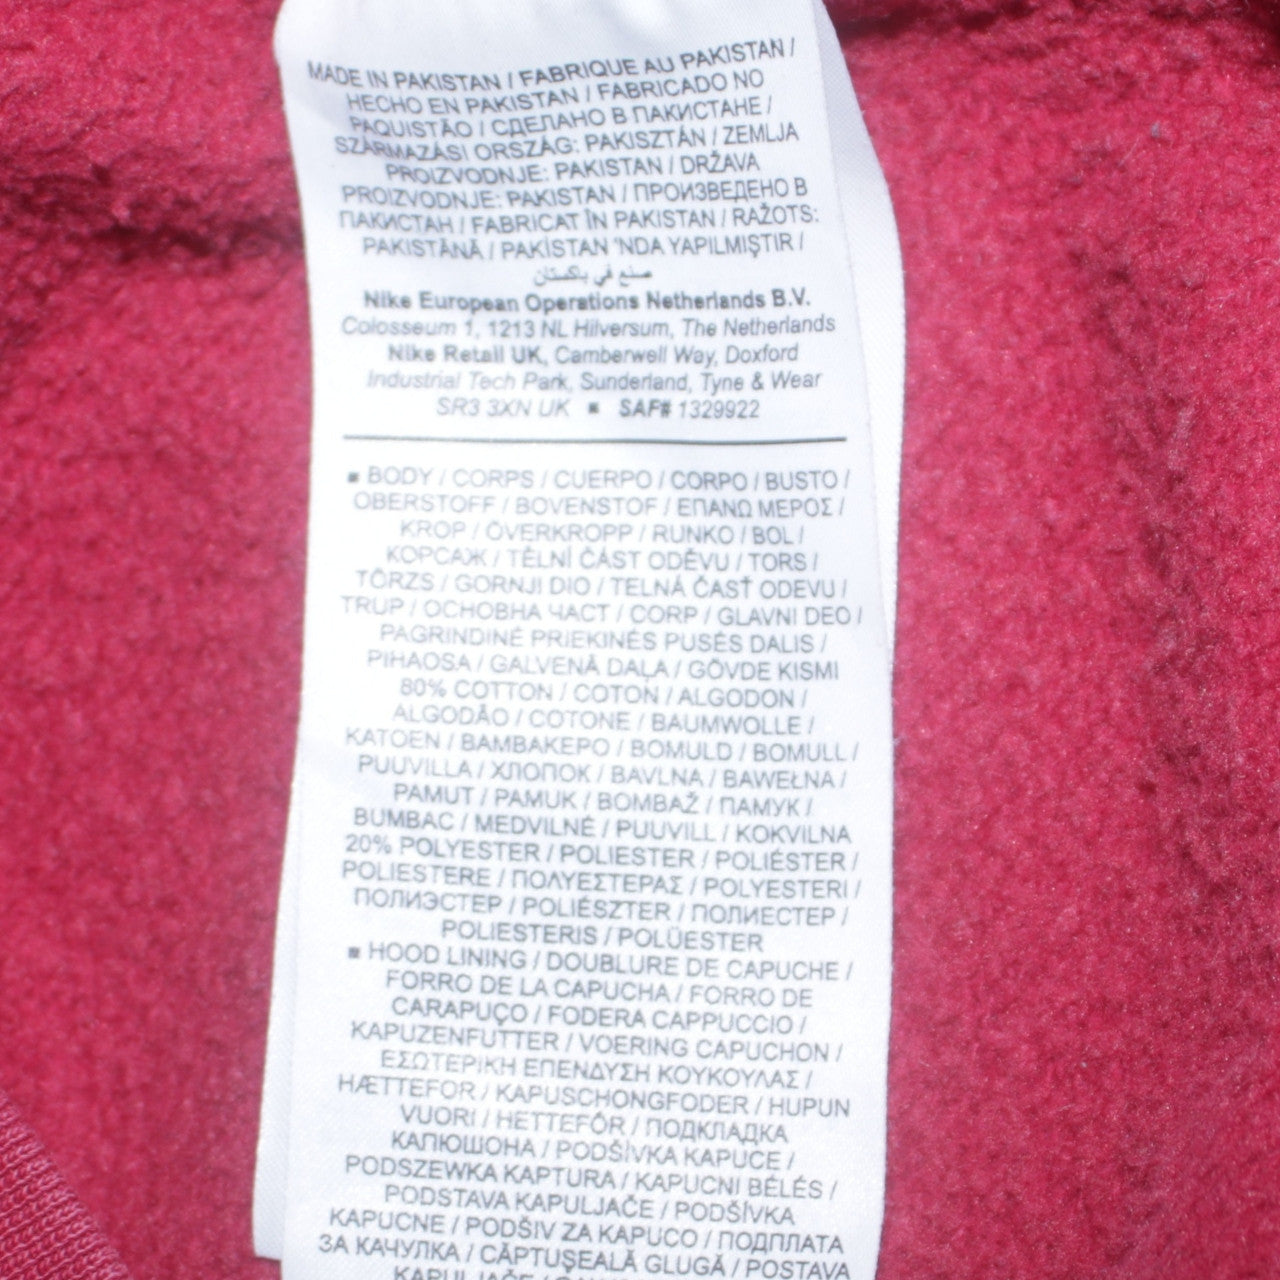 MADE IN PAKISTAN / FABRIQUE AU PAKISTAN /
HECHO EN PAKISTAN / FABRICADO NO
PAQUISTÃO / СДЕЛАНО В ПАКИСТАНЕ /
SZÁRMAZÁSI ORSZÁG: PAKISZTÁN / ZEMLJA
PROIZVODNJE: PAKISTAN / DRŽAVA
PROIZVODNJE: PAKISTAN / ПРОИЗВЕДЕНО В
ПАКИСТАН / FABRICAT ÎN PAKISTAN / RAŽOTS:
PAKISTĀNĀ / PAKİSTAN 'NDA YAPILMIŞTIR /
صنع في باكستان
Nike European Operations Netherlands B.V.
Colosseum 1, 1213 NL Hilversum, The Netherlands
Nike Retail UK, Camberwell Way, Doxford
Industrial Tech Park, Sunderland, Tyne & Wear
SR3 3XN UK ■ SAF# 1329922
■ BODY / CORPS / CUERPO / CORPO / BUSTO /
OBERSTOFF / BOVENSTOF / ΕΠΑΝΩ ΜΕΡΟΣ /
KROP / ÖVERKROPP / RUNKO / BOL /
КОРСАЖ / TĚLNÍ ČÁST ODĚVU / TORS /
TÖRZS / GORNJI DIO / TELNÁ ČASŤ ODEVU /
TRUP / ОСНОВНА ЧАСТ / CORP / GLAVNI DEO /
PAGRINDINĖ PRIEKINĖS PUSĖS DALIS /
PIHAOSA / GALVENĀ DAĻA / GÖVDE KISMI
80% COTTON / COTON / ALGODON /
ALGODÃO / COTONE / BAUMWOLLE /
KATOEN / ΒΑΜΒΑΚΕΡΟ / BOMULD / BOMULL /
PUUVILLA / ХЛОПОК / BAVLNA / BAWEŁNA /
PAMUT / PAMUK / BOMBAŽ / ПАМУК /
BUMBAC / MEDVILNĖ / PUUVILL / KOKVILNA
20% POLYESTER / POLIESTER / POLIÉSTER /
POLIESTERE / ΠΟΛΥΕΣΤΕΡΑΣ / POLYESTERI /
ПОЛИЭСТЕР / POLIÉSZTER / ПОЛИЕСТЕР /
POLIESTERIS / POLÜESTER
■ HOOD LINING / DOUBLURE DE CAPUCHE /
FORRO DE LA CAPUCHA / FORRO DE
CARAPUÇO / FODERA CAPPUCCIO /
KAPUZENFUTTER / VOERING CAPUCHON /
ΕΣΩΤΕΡΙΚΗ ΕΠΕΝΔΥΣΗ ΚΟΥΚΟΥΛΑΣ /
HÆTTEFOR / KAPUSCHONGFODER / HUPUN
VUORI / HETTEFÔR / ПОДКЛАДКА
КАПЮШОНА / PODŠÍVKA KAPUCE /
PODSZEWKA KAPTURA / KAPUCNI BÉLÉS /
PODSTAVA KAPULJAČE / PODŠÍVKA
KAPUCNE / PODŠIV ZA KAPUCO / ПОДПЛАТА
ЗА КАЧУЛКА / CĂPTUŞEALĂ GLUGĂ / POSTAVA
KAPULJAČE /